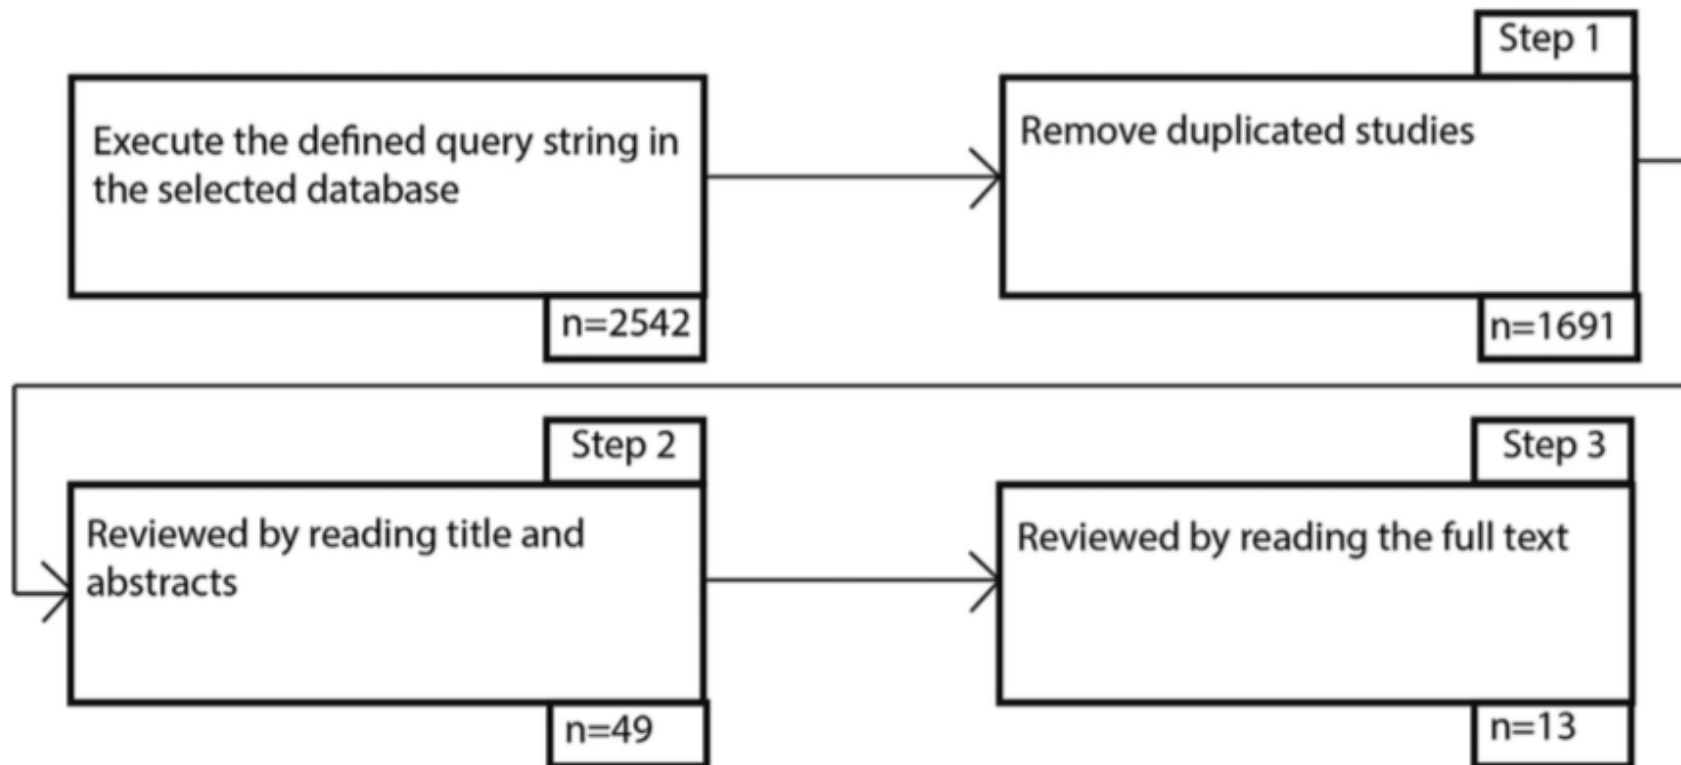 Execute the defined query string in
the selected database
n=2542
Step 1
Remove duplicated studies
n=1691
Step 2
Reviewed by reading title and
abstracts
n=49
Step 3
Reviewed by reading the full text
n=13